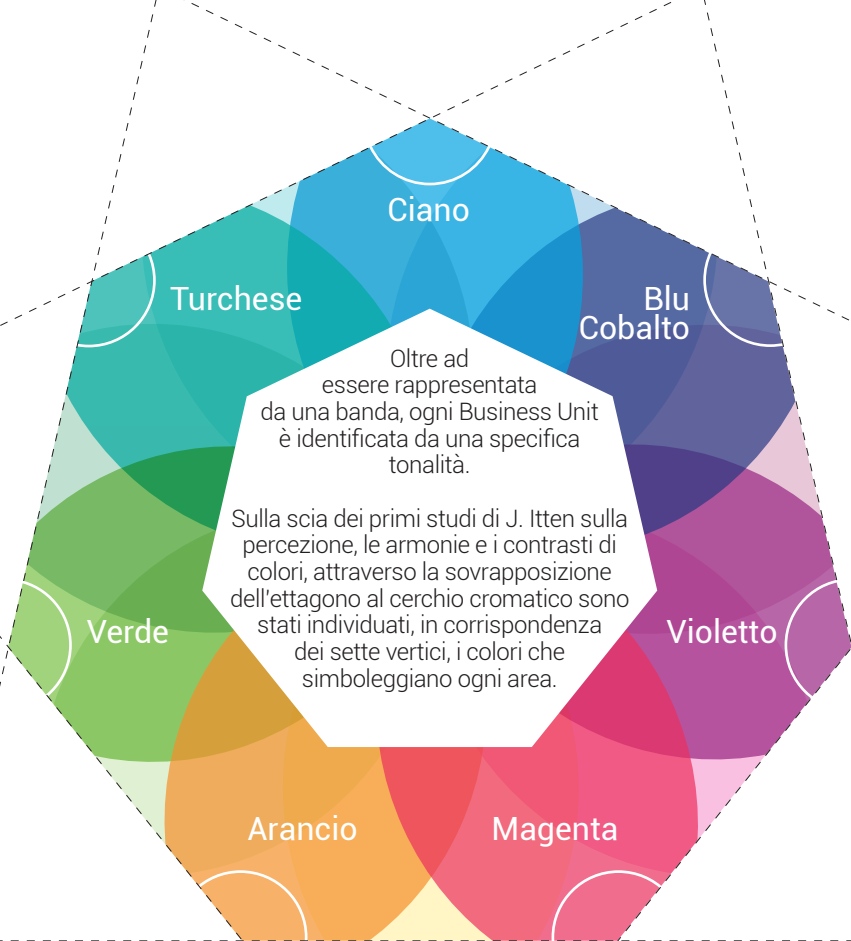 Ciano
Turchese
Blu
Cobalto
Oltre ad
essere rappresentata
da una banda, ogni Business Unit
è identificata da una specifica
tonalità.
Sulla scia dei primi studi di J. Itten sulla
percezione, le armonie e i contrasti di
colori, attraverso la sovrapposizione
dell'ettagono al cerchio cromatico sono
stati individuati, in corrispondenza
dei sette vertici, i colori che
simboleggiano ogni area.
Verde
Violetto
Arancio
Magenta